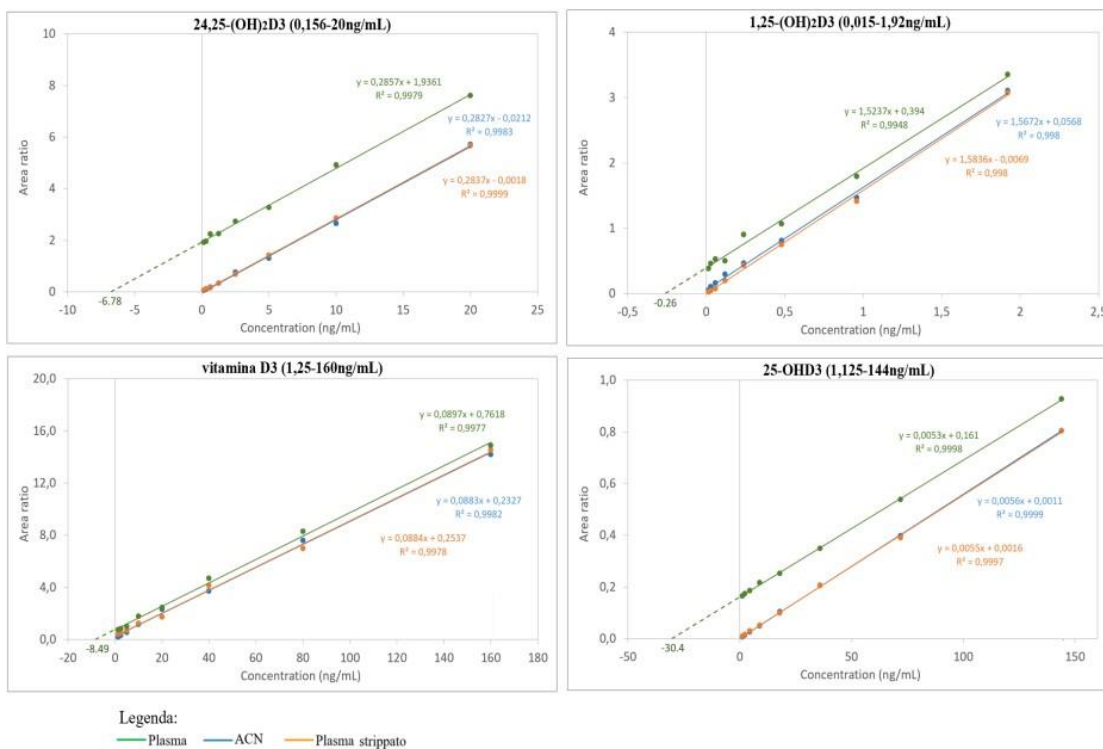 24,25-(OH)₂D3 (0,156-20ng/mL)
10
8
6
4
2
0
-10
-5
0
5
10
15
20
25
Area ratio
Concentration (ng/mL)
y = 0,2857x + 1,9361
R² = 0,9979
y = 0,2827x - 0,0212
R² = 0,9983
y = 0,2837x - 0,0018
R² = 0,9999
-6.78
1,25-(OH)₂D3 (0,015-1,92ng/mL)
4
3
2
1
0
-0,5
0
0,5
1
1,5
2
2,5
Area ratio
Concentration (ng/mL)
y = 1,5237x + 0,394
R² = 0,9948
y = 1,5672x + 0,0568
R² = 0,998
y = 1,5836x - 0,0069
R² = 0,998
-0.26
vitamina D3 (1,25-160ng/mL)
20,0
16,0
12,0
8,0
4,0
0,0
-20
0
20
40
60
80
100
120
140
160
180
Area ratio
Concentration (ng/mL)
y = 0,0897x + 0,7618
R² = 0,9977
y = 0,0883x + 0,2327
R² = 0,9982
y = 0,0884x + 0,2537
R² = 0,9978
-8.49
25-OHD3 (1,125-144ng/mL)
1,0
0,8
0,6
0,4
0,2
0,0
-50
0
50
100
150
Area ratio
Concentration (ng/mL)
y = 0,0053x + 0,161
R² = 0,9998
y = 0,0056x + 0,0011
R² = 0,9999
y = 0,0055x + 0,0016
R² = 0,9997
-30.4
Legenda:
Plasma ACN Plasma strippato